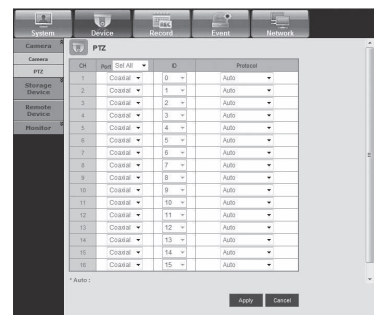 System Device Record Event Network
Camera
Camera
PTZ
Storage
Device
Remote
Device
Monitor
PTZ
CH Port Sel All ID Protocol
1 Coaxial 0 Auto
2 Coaxial 1 Auto
3 Coaxial 2 Auto
4 Coaxial 3 Auto
5 Coaxial 4 Auto
6 Coaxial 5 Auto
7 Coaxial 6 Auto
8 Coaxial 7 Auto
9 Coaxial 8 Auto
10 Coaxial 9 Auto
11 Coaxial 10 Auto
12 Coaxial 11 Auto
13 Coaxial 12 Auto
14 Coaxial 13 Auto
15 Coaxial 14 Auto
16 Coaxial 15 Auto
* Auto :
Apply Cancel